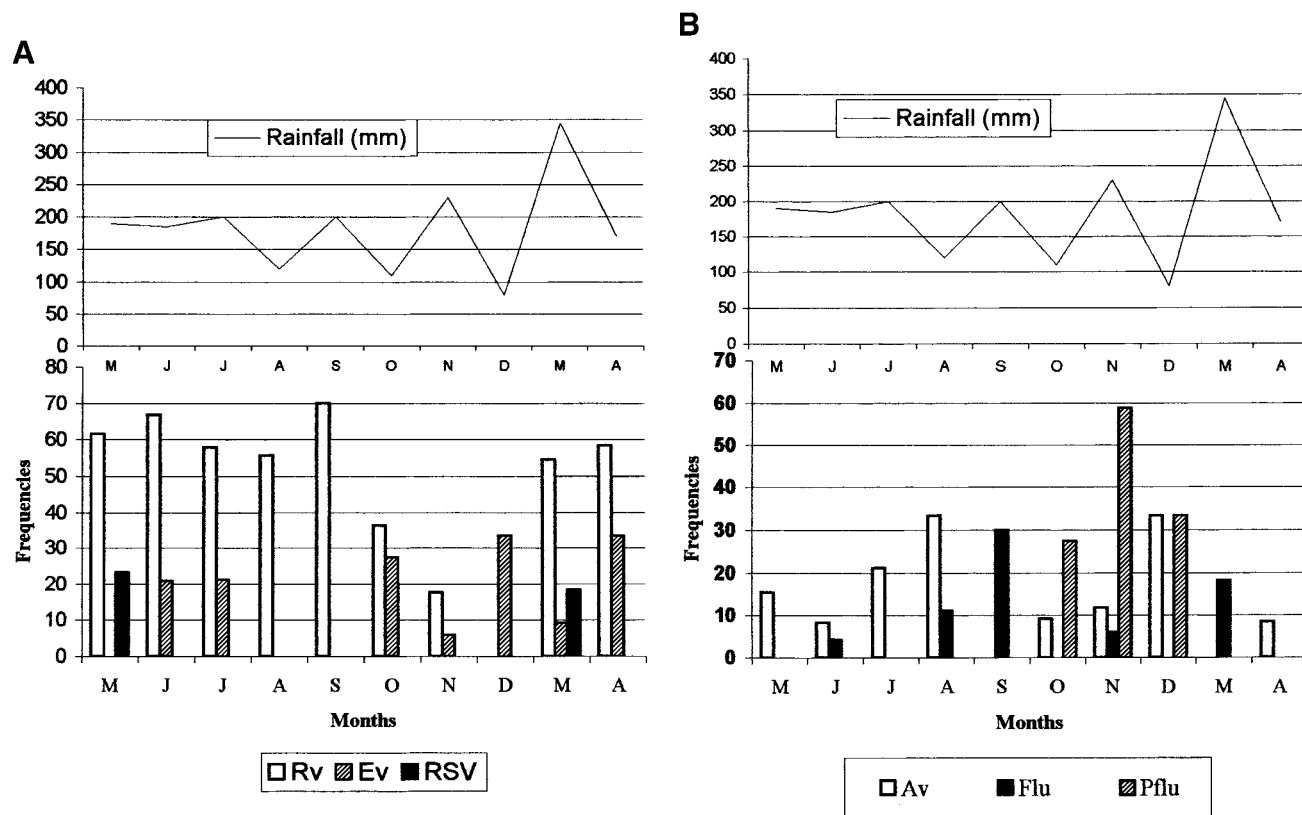 A
400
350
300
250
200
150
100
50
0
Rainfall (mm)
M J J A S O N D M A
80
70
60
50
40
30
20
10
0
Frequencies
M J J A S O N D M A
Months
Rv Ev RSV
B
400
350
300
250
200
150
100
50
0
Rainfall (mm)
M J J A S O N D M A
70
60
50
40
30
20
10
0
Frequencies
M J J A S O N D M A
Months
Av Flu Pflu